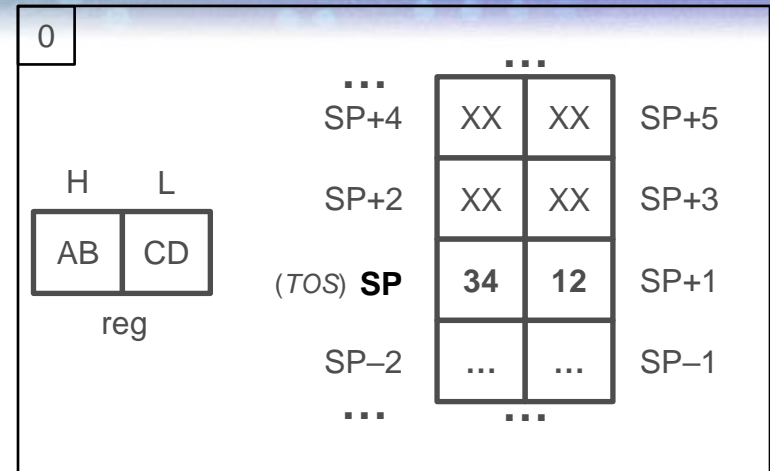 0
... ...
SP+4 XX XX SP+5
H L
SP+2 XX XX SP+3
AB CD
(TOS) SP 34 12 SP+1
reg
SP–2 ... ... SP–1
... ...